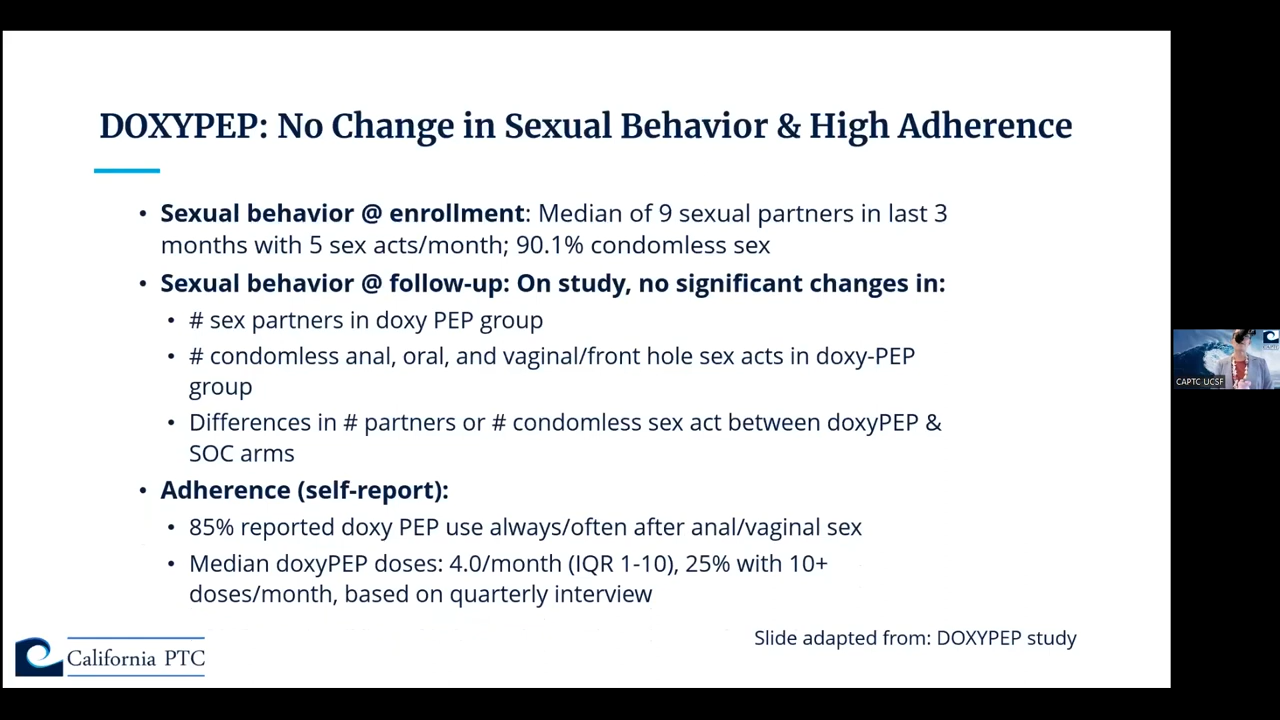 DOXYPEP: No Change in Sexual Behavior & High Adherence
• Sexual behavior @ enrollment: Median of 9 sexual partners in last 3
months with 5 sex acts/month; 90.1% condomless sex
• Sexual behavior @ follow-up: On study, no significant changes in:
• # sex partners in doxy PEP group
• # condomless anal, oral, and vaginal/front hole sex acts in doxy-PEP
group
• Differences in # partners or # condomless sex act between doxyPEP &
SOC arms
• Adherence (self-report):
• 85% reported doxy PEP use always/often after anal/vaginal sex
• Median doxyPEP doses: 4.0/month (IQR 1-10), 25% with 10+
doses/month, based on quarterly interview
Slide adapted from: DOXYPEP study
California PTC
CAPTC UCSF